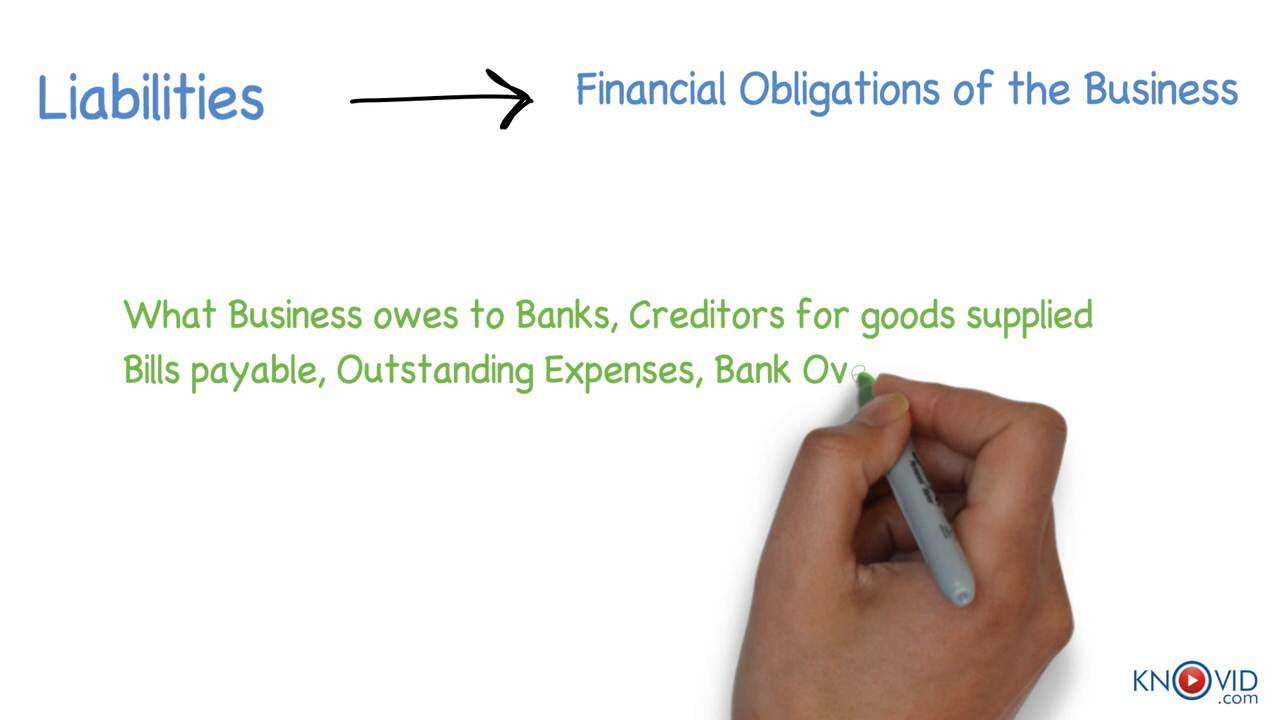 Liabilities
Financial Obligations of the Business
What Business owes to Banks, Creditors for goods supplied
Bills payable, Outstanding Expenses, Bank Ov
KNOVID
.com